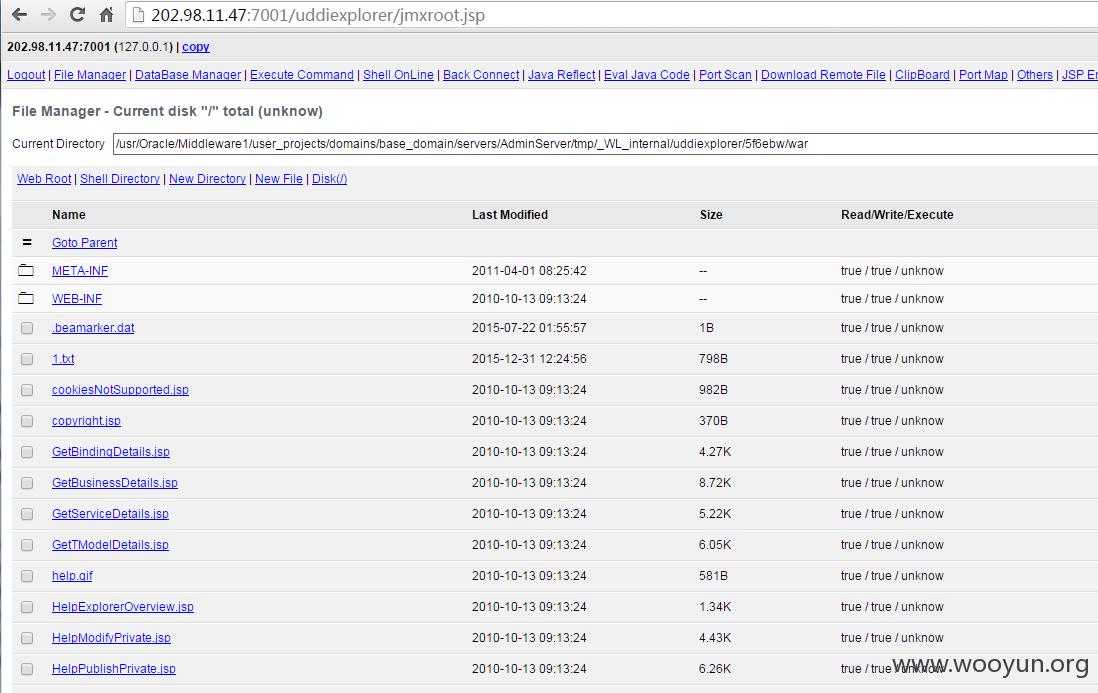 202.98.11.47:7001/uddiexplorer/jmxroot.jsp
202.98.11.47:7001 (127.0.0.1) | copy
Logout | File Manager | DataBase Manager | Execute Command | Shell OnLine | Back Connect | Java Reflect | Eval Java Code | Port Scan | Download Remote File | ClipBoard | Port Map | Others | JSP En
File Manager - Current disk "/" total (unknow)
Current Directory /usr/Oracle/Middleware1/user_projects/domains/base_domain/servers/AdminServer/tmp/_WL_internal/uddiexplorer/5f6ebw/war
Web Root | Shell Directory | New Directory | New File | Disk(/)
Name Last Modified Size Read/Write/Execute
= Goto Parent
META-INF 2011-04-01 08:25:42 -- true / true / unknow
WEB-INF 2010-10-13 09:13:24 -- true / true / unknow
.beamarker.dat 2015-07-22 01:55:57 1B true / true / unknow
1.txt 2015-12-31 12:24:56 798B true / true / unknow
cookiesNotSupported.jsp 2010-10-13 09:13:24 982B true / true / unknow
copyright.jsp 2010-10-13 09:13:24 370B true / true / unknow
GetBindingDetails.jsp 2010-10-13 09:13:24 4.27K true / true / unknow
GetBusinessDetails.jsp 2010-10-13 09:13:24 8.72K true / true / unknow
GetServiceDetails.jsp 2010-10-13 09:13:24 5.22K true / true / unknow
GetTModelDetails.jsp 2010-10-13 09:13:24 6.05K true / true / unknow
help.gif 2010-10-13 09:13:24 581B true / true / unknow
HelpExplorerOverview.jsp 2010-10-13 09:13:24 1.34K true / true / unknow
HelpModifyPrivate.jsp 2010-10-13 09:13:24 4.43K true / true / unknow
HelpPublishPrivate.jsp 2010-10-13 09:13:24 6.26K true / true / unknow
www.wooyun.org